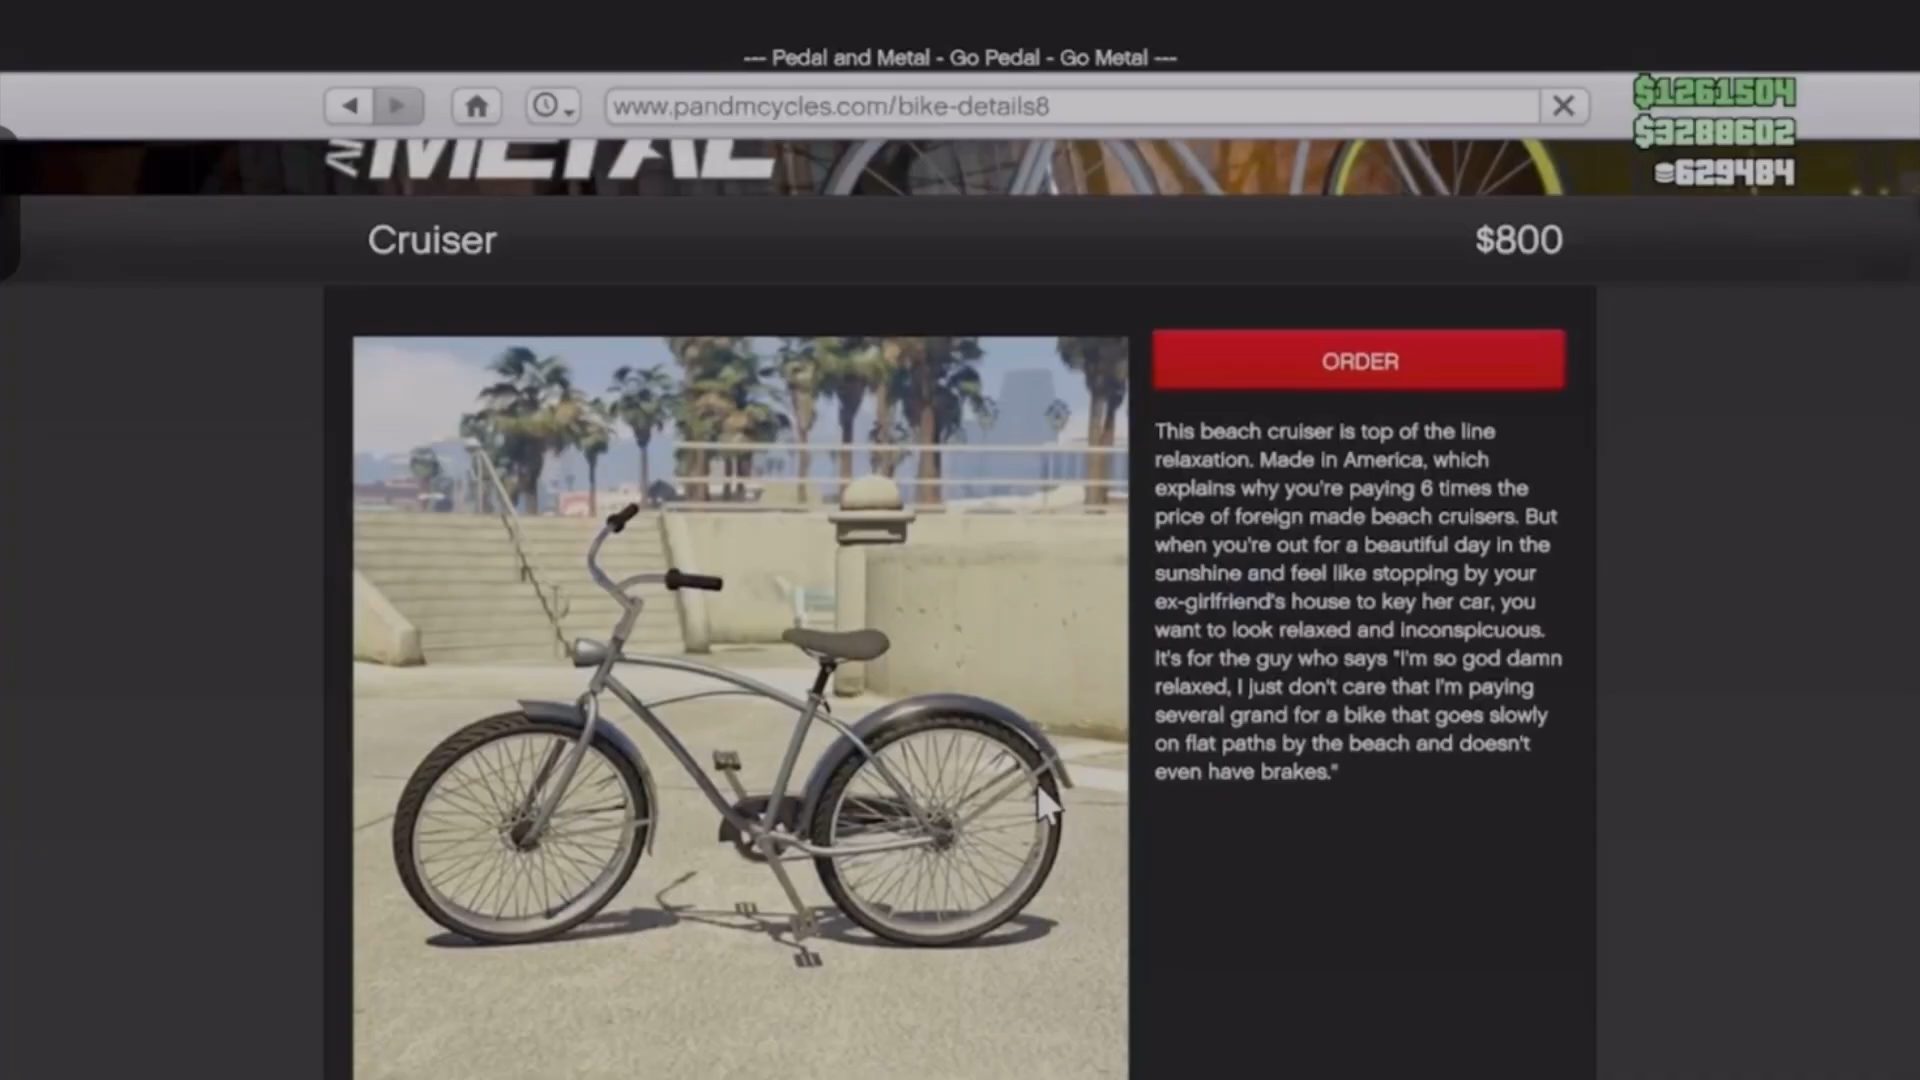 --- Pedal and Metal - Go Pedal - Go Metal ---
www.pandmcycles.com/bike-details8
$1261504
$3288602
629484
METAL
Cruiser
$800
ORDER
This beach cruiser is top of the line
relaxation. Made in America, which
explains why you're paying 6 times the
price of foreign made beach cruisers. But
when you're out for a beautiful day in the
sunshine and feel like stopping by your
ex-girlfriend's house to key her car, you
want to look relaxed and inconspicuous.
It's for the guy who says "I'm so god damn
relaxed, I just don't care that I'm paying
several grand for a bike that goes slowly
on flat paths by the beach and doesn't
even have brakes."